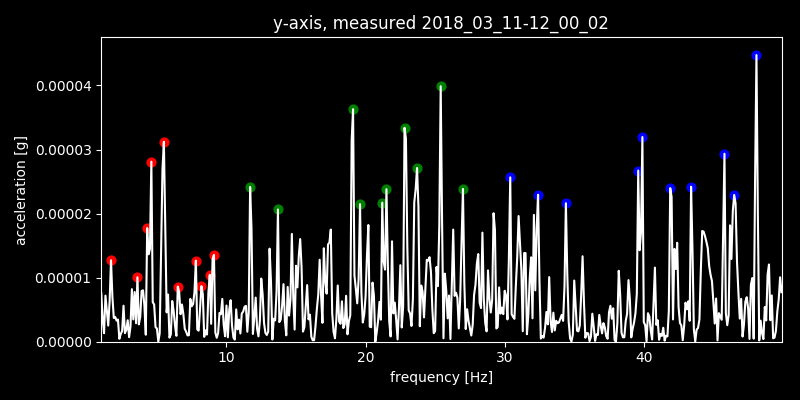 y-axis, measured 2018_03_11-12_00_02
0.00004
0.00003
0.00002
0.00001
0.00000
acceleration [g]
10 20 30 40
frequency [Hz]